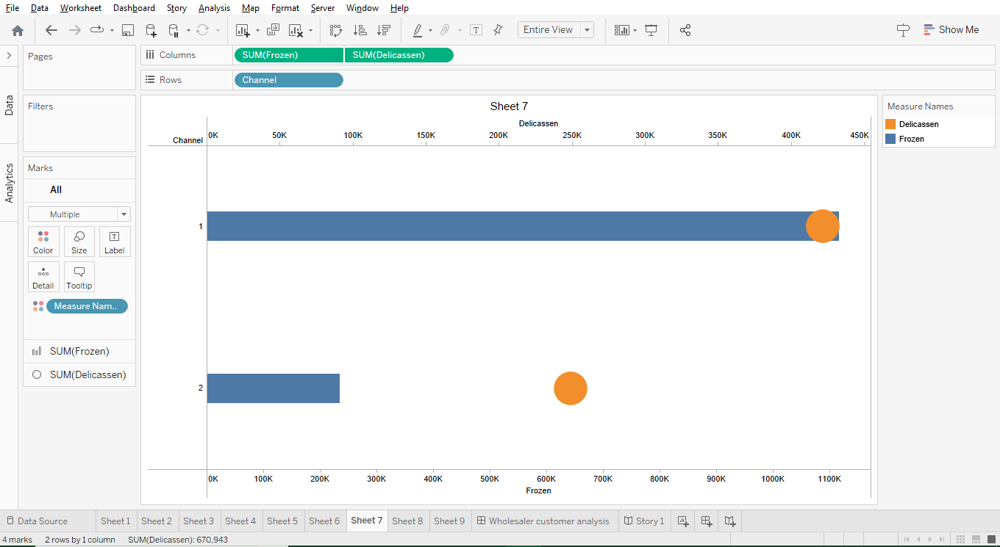 File Data Worksheet Dashboard Story Analysis Map Format Server Window Help
Entire View
Show Me
Data
Analytics
Pages
Filters
Marks
All
Multiple
Color Size Label
Detail Tooltip
Measure Nam..
SUM(Frozen)
SUM(Delicassen)
Columns SUM(Frozen) SUM(Delicassen)
Rows Channel
Sheet 7
Delicassen
Channel 0K 50K 100K 150K 200K 250K 300K 350K 400K 450K
1
2
0K 100K 200K 300K 400K 500K 600K 700K 800K 900K 1000K 1100K
Frozen
Measure Names
Delicassen
Frozen
Data Source Sheet 1 Sheet 2 Sheet 3 Sheet 4 Sheet 5 Sheet 6 Sheet 7 Sheet 8 Sheet 9 Wholesaler customer analysis Story 1
4 marks 2 rows by 1 column SUM(Delicassen): 670,943